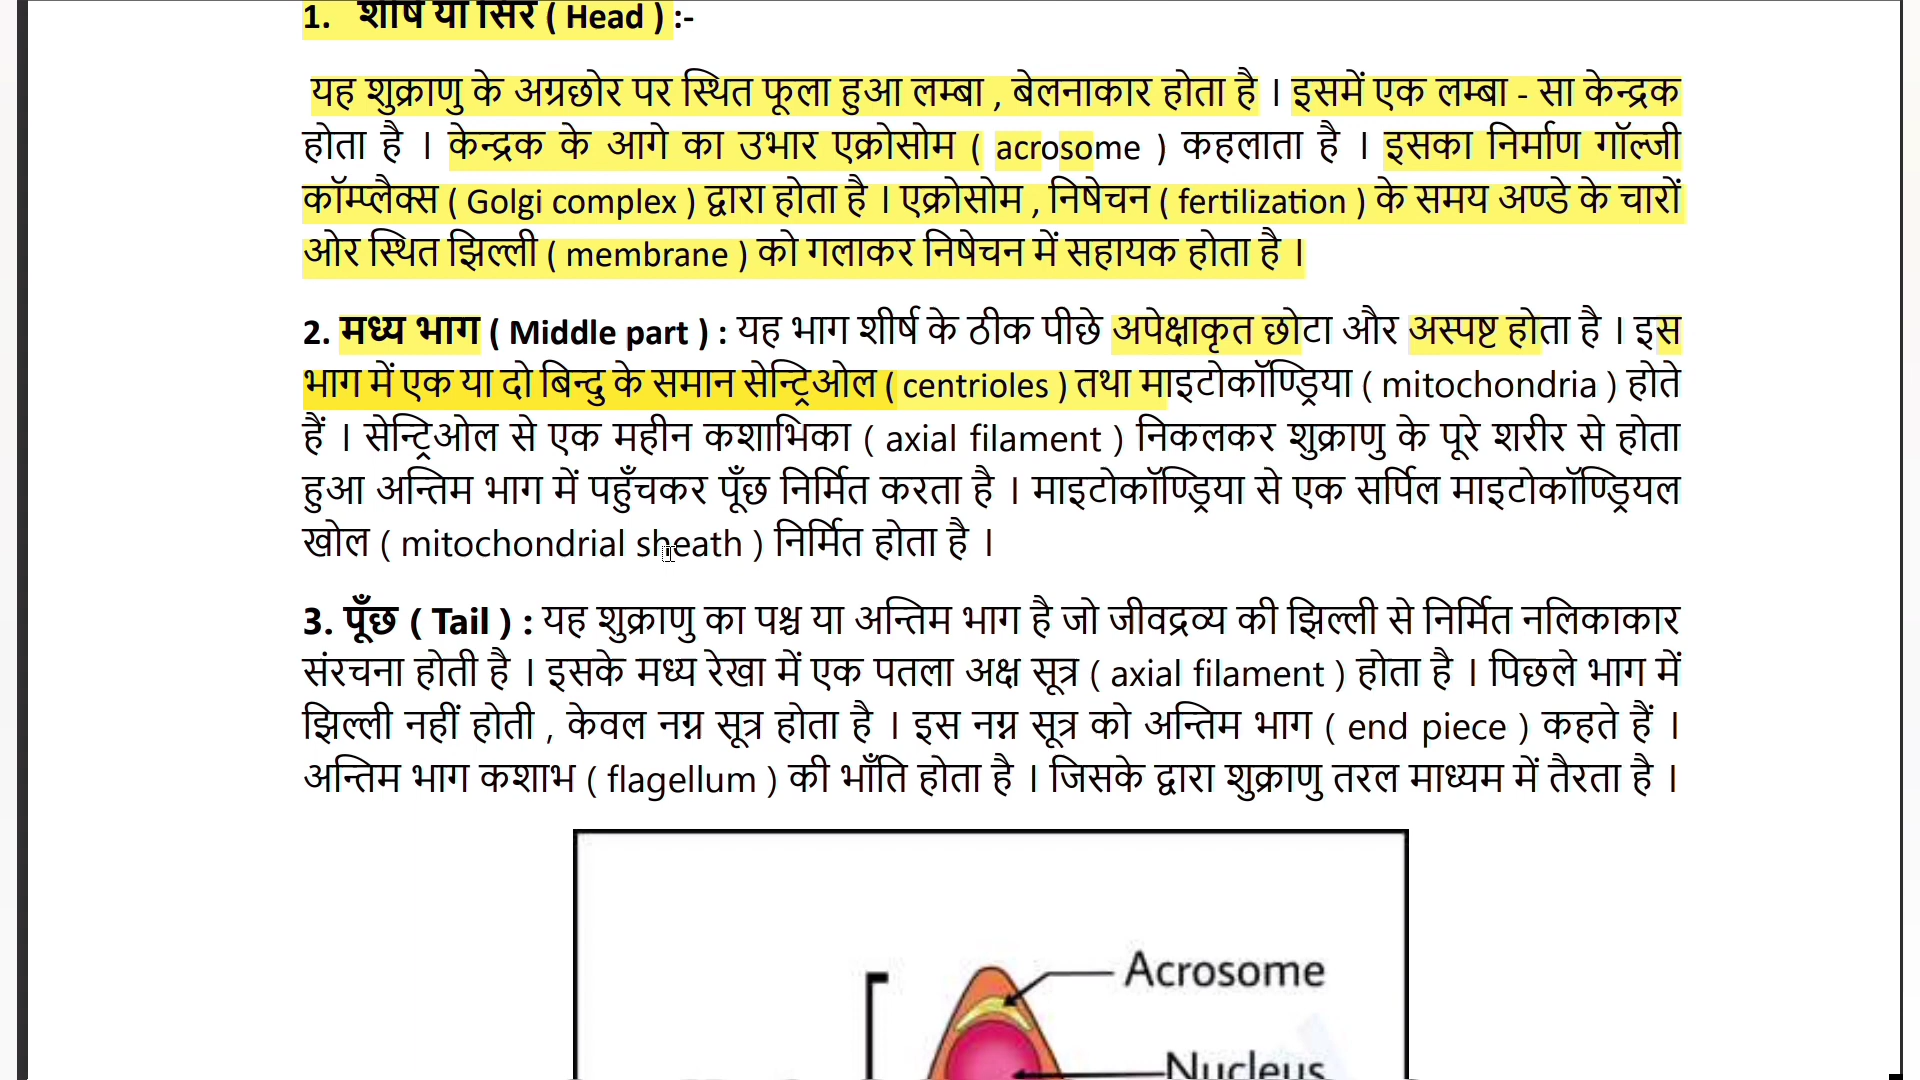 1. शीर्ष या सिर ( Head ) :-
यह शुक्राणु के अग्रछोर पर स्थित फूला हुआ लम्बा , बेलनाकार होता है । इसमें एक लम्बा - सा केन्द्रक
होता है । केन्द्रक के आगे का उभार एक्रोसोम ( acrosome ) कहलाता है । इसका निर्माण गॉल्जी
कॉम्प्लैक्स ( Golgi complex ) द्वारा होता है । एक्रोसोम , निषेचन ( fertilization ) के समय अण्डे के चारों
ओर स्थित झिल्ली ( membrane ) को गलाकर निषेचन में सहायक होता है ।
2. मध्य भाग ( Middle part ) : यह भाग शीर्ष के ठीक पीछे अपेक्षाकृत छोटा और अस्पष्ट होता है । इस
भाग में एक या दो बिन्दु के समान सेन्ट्रिओल ( centrioles ) तथा माइटोकॉण्ड्रिया ( mitochondria ) होते
हैं । सेन्ट्रिओल से एक महीन कशाभिका ( axial filament ) निकलकर शुक्राणु के पूरे शरीर से होता
हुआ अन्तिम भाग में पहुँचकर पूँछ निर्मित करता है । माइटोकॉण्ड्रिया से एक सर्पिल माइटोकॉण्ड्रियल
खोल ( mitochondrial sheath ) निर्मित होता है ।
3. पूँछ ( Tail ) : यह शुक्राणु का पश्च या अन्तिम भाग है जो जीवद्रव्य की झिल्ली से निर्मित नलिकाकार
संरचना होती है । इसके मध्य रेखा में एक पतला अक्ष सूत्र ( axial filament ) होता है । पिछले भाग में
झिल्ली नहीं होती , केवल नग्न सूत्र होता है । इस नग्न सूत्र को अन्तिम भाग ( end piece ) कहते हैं ।
अन्तिम भाग कशाभ ( flagellum ) की भाँति होता है । जिसके द्वारा शुक्राणु तरल माध्यम में तैरता है ।
Acrosome
Nucleus